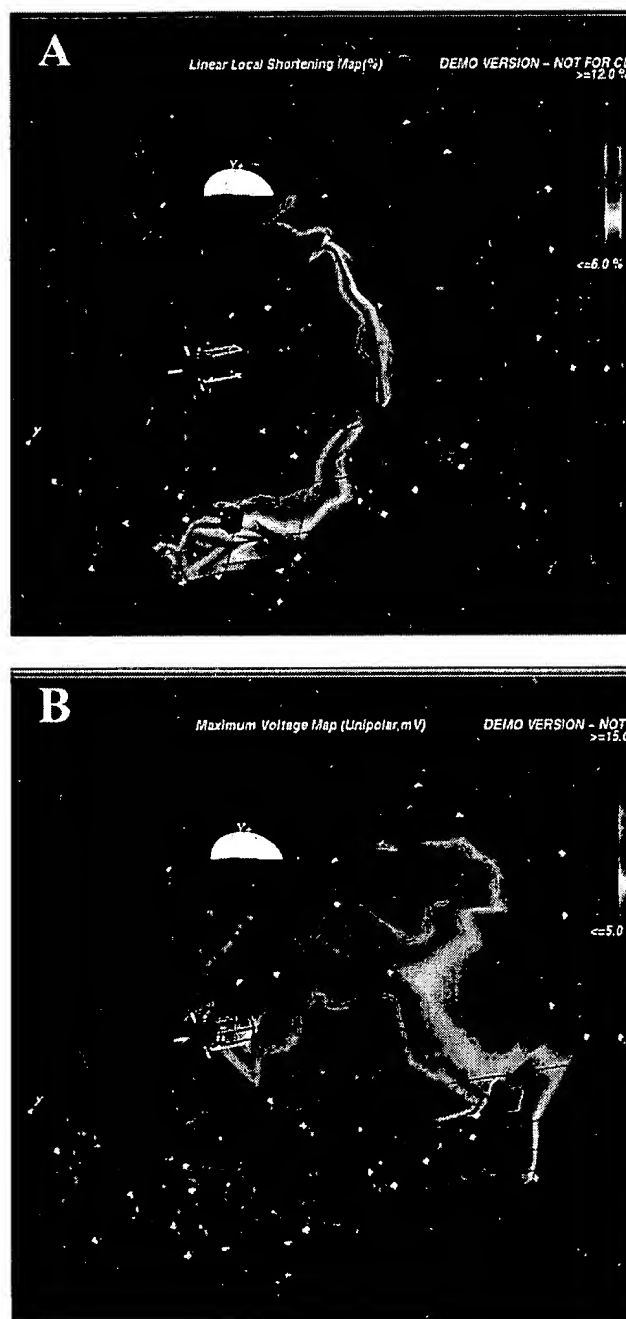 A
Linear Local Shortening Map(%) DEMO VERSION – NOT FOR CL
>=12.0 %
<=6.0 %
B
Maximum Voltage Map (Unipolar,mV) DEMO VERSION – NOT
>=15.0
<=5.0